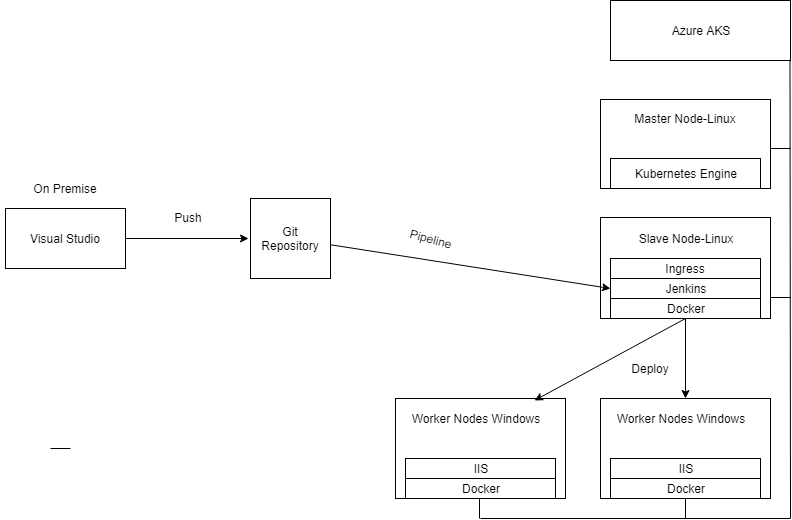 Azure AKS
Master Node-Linux
Kubernetes Engine
On Premise
Visual Studio
Push
Git
Repository
Pipeline
Slave Node-Linux
Ingress
Jenkins
Docker
Deploy
Worker Nodes Windows
IIS
Docker
Worker Nodes Windows
IIS
Docker